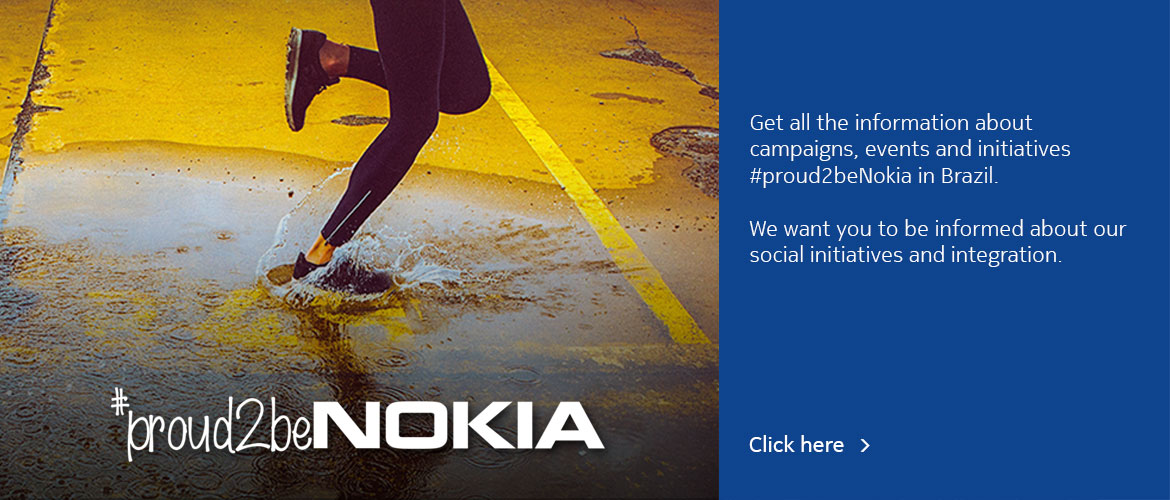 #proud2beNOKIA
Get all the information about
campaigns, events and initiatives
#proud2beNokia in Brazil.
We want you to be informed about our
social initiatives and integration.
Click here >